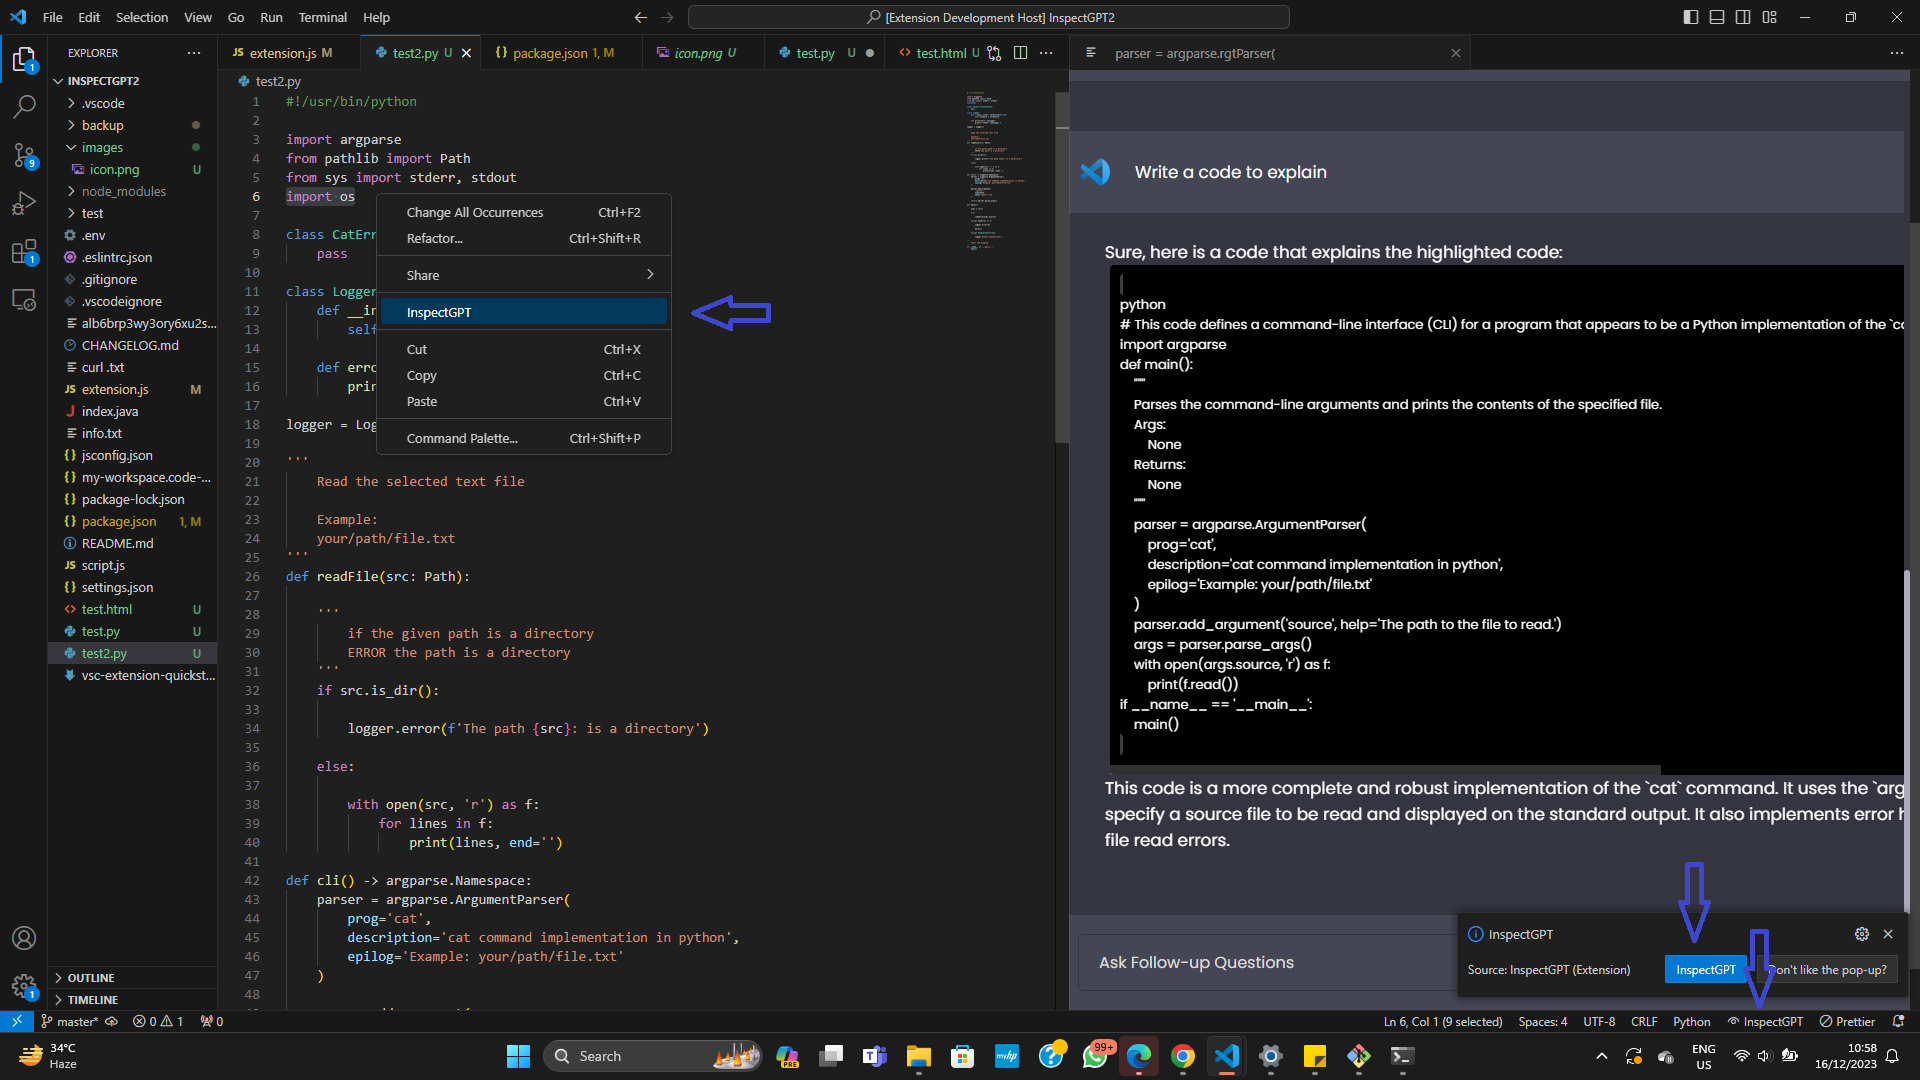 File Edit Selection View Go Run Terminal Help
[Extension Development Host] InspectGPT2
EXPLORER
INSPECTGPT2
.vscode
backup
images
icon.png U
node_modules
test
.env
.eslintrc.json
.gitignore
.vscodeignore
alb6brp3wy3ory6xu2s...
CHANGELOG.md
curl .txt
JS extension.js M
J index.java
info.txt
{} jsconfig.json
{} my-workspace.code-...
{} package-lock.json
{} package.json 1, M
README.md
JS script.js
{} settings.json
<> test.html U
test.py U
test2.py U
vsc-extension-quickst...
OUTLINE
TIMELINE
JS extension.js M test2.py U {} package.json 1, M icon.png U test.py U <> test.html U
test2.py
1 #!/usr/bin/python
2
3 import argparse
4 from pathlib import Path
5 from sys import stderr, stdout
6 import os
7
8 class CatErr
9 pass
10
11 class Logger
12 def __in
13 self
14
15 def erro
16 prin
17
18 logger = Log
19
20 '''
21 Read the selected text file
22
23 Example:
24 your/path/file.txt
25 '''
26 def readFile(src: Path):
27
28 '''
29 if the given path is a directory
30 ERROR the path is a directory
31 '''
32 if src.is_dir():
33
34 logger.error(f'The path {src}: is a directory')
35
36 else:
37
38 with open(src, 'r') as f:
39 for lines in f:
40 print(lines, end='')
41
42 def cli() -> argparse.Namespace:
43 parser = argparse.ArgumentParser(
44 prog='cat',
45 description='cat command implementation in python',
46 epilog='Example: your/path/file.txt'
47 )
48
Change All Occurrences Ctrl+F2
Refactor... Ctrl+Shift+R
Share
InspectGPT
Cut Ctrl+X
Copy Ctrl+C
Paste Ctrl+V
Command Palette... Ctrl+Shift+P
parser = argparse.rgtParser(
Write a code to explain
Sure, here is a code that explains the highlighted code:
python
# This code defines a command-line interface (CLI) for a program that appears to be a Python implementation of the `cc
import argparse
def main():
"""
Parses the command-line arguments and prints the contents of the specified file.
Args:
None
Returns:
None
"""
parser = argparse.ArgumentParser(
prog='cat',
description='cat command implementation in python',
epilog='Example: your/path/file.txt'
)
parser.add_argument('source', help='The path to the file to read.')
args = parser.parse_args()
with open(args.source, 'r') as f:
print(f.read())
if __name__ == '__main__':
main()
This code is a more complete and robust implementation of the `cat` command. It uses the `arg
specify a source file to be read and displayed on the standard output. It also implements error h
file read errors.
Ask Follow-up Questions
InspectGPT
Source: InspectGPT (Extension) InspectGPT on't like the pop-up?
master* 0 1 0
Ln 6, Col 1 (9 selected) Spaces: 4 UTF-8 CRLF Python InspectGPT Prettier
34°C
Haze
Search
PRE
99+
ENG
US
10:58
16/12/2023